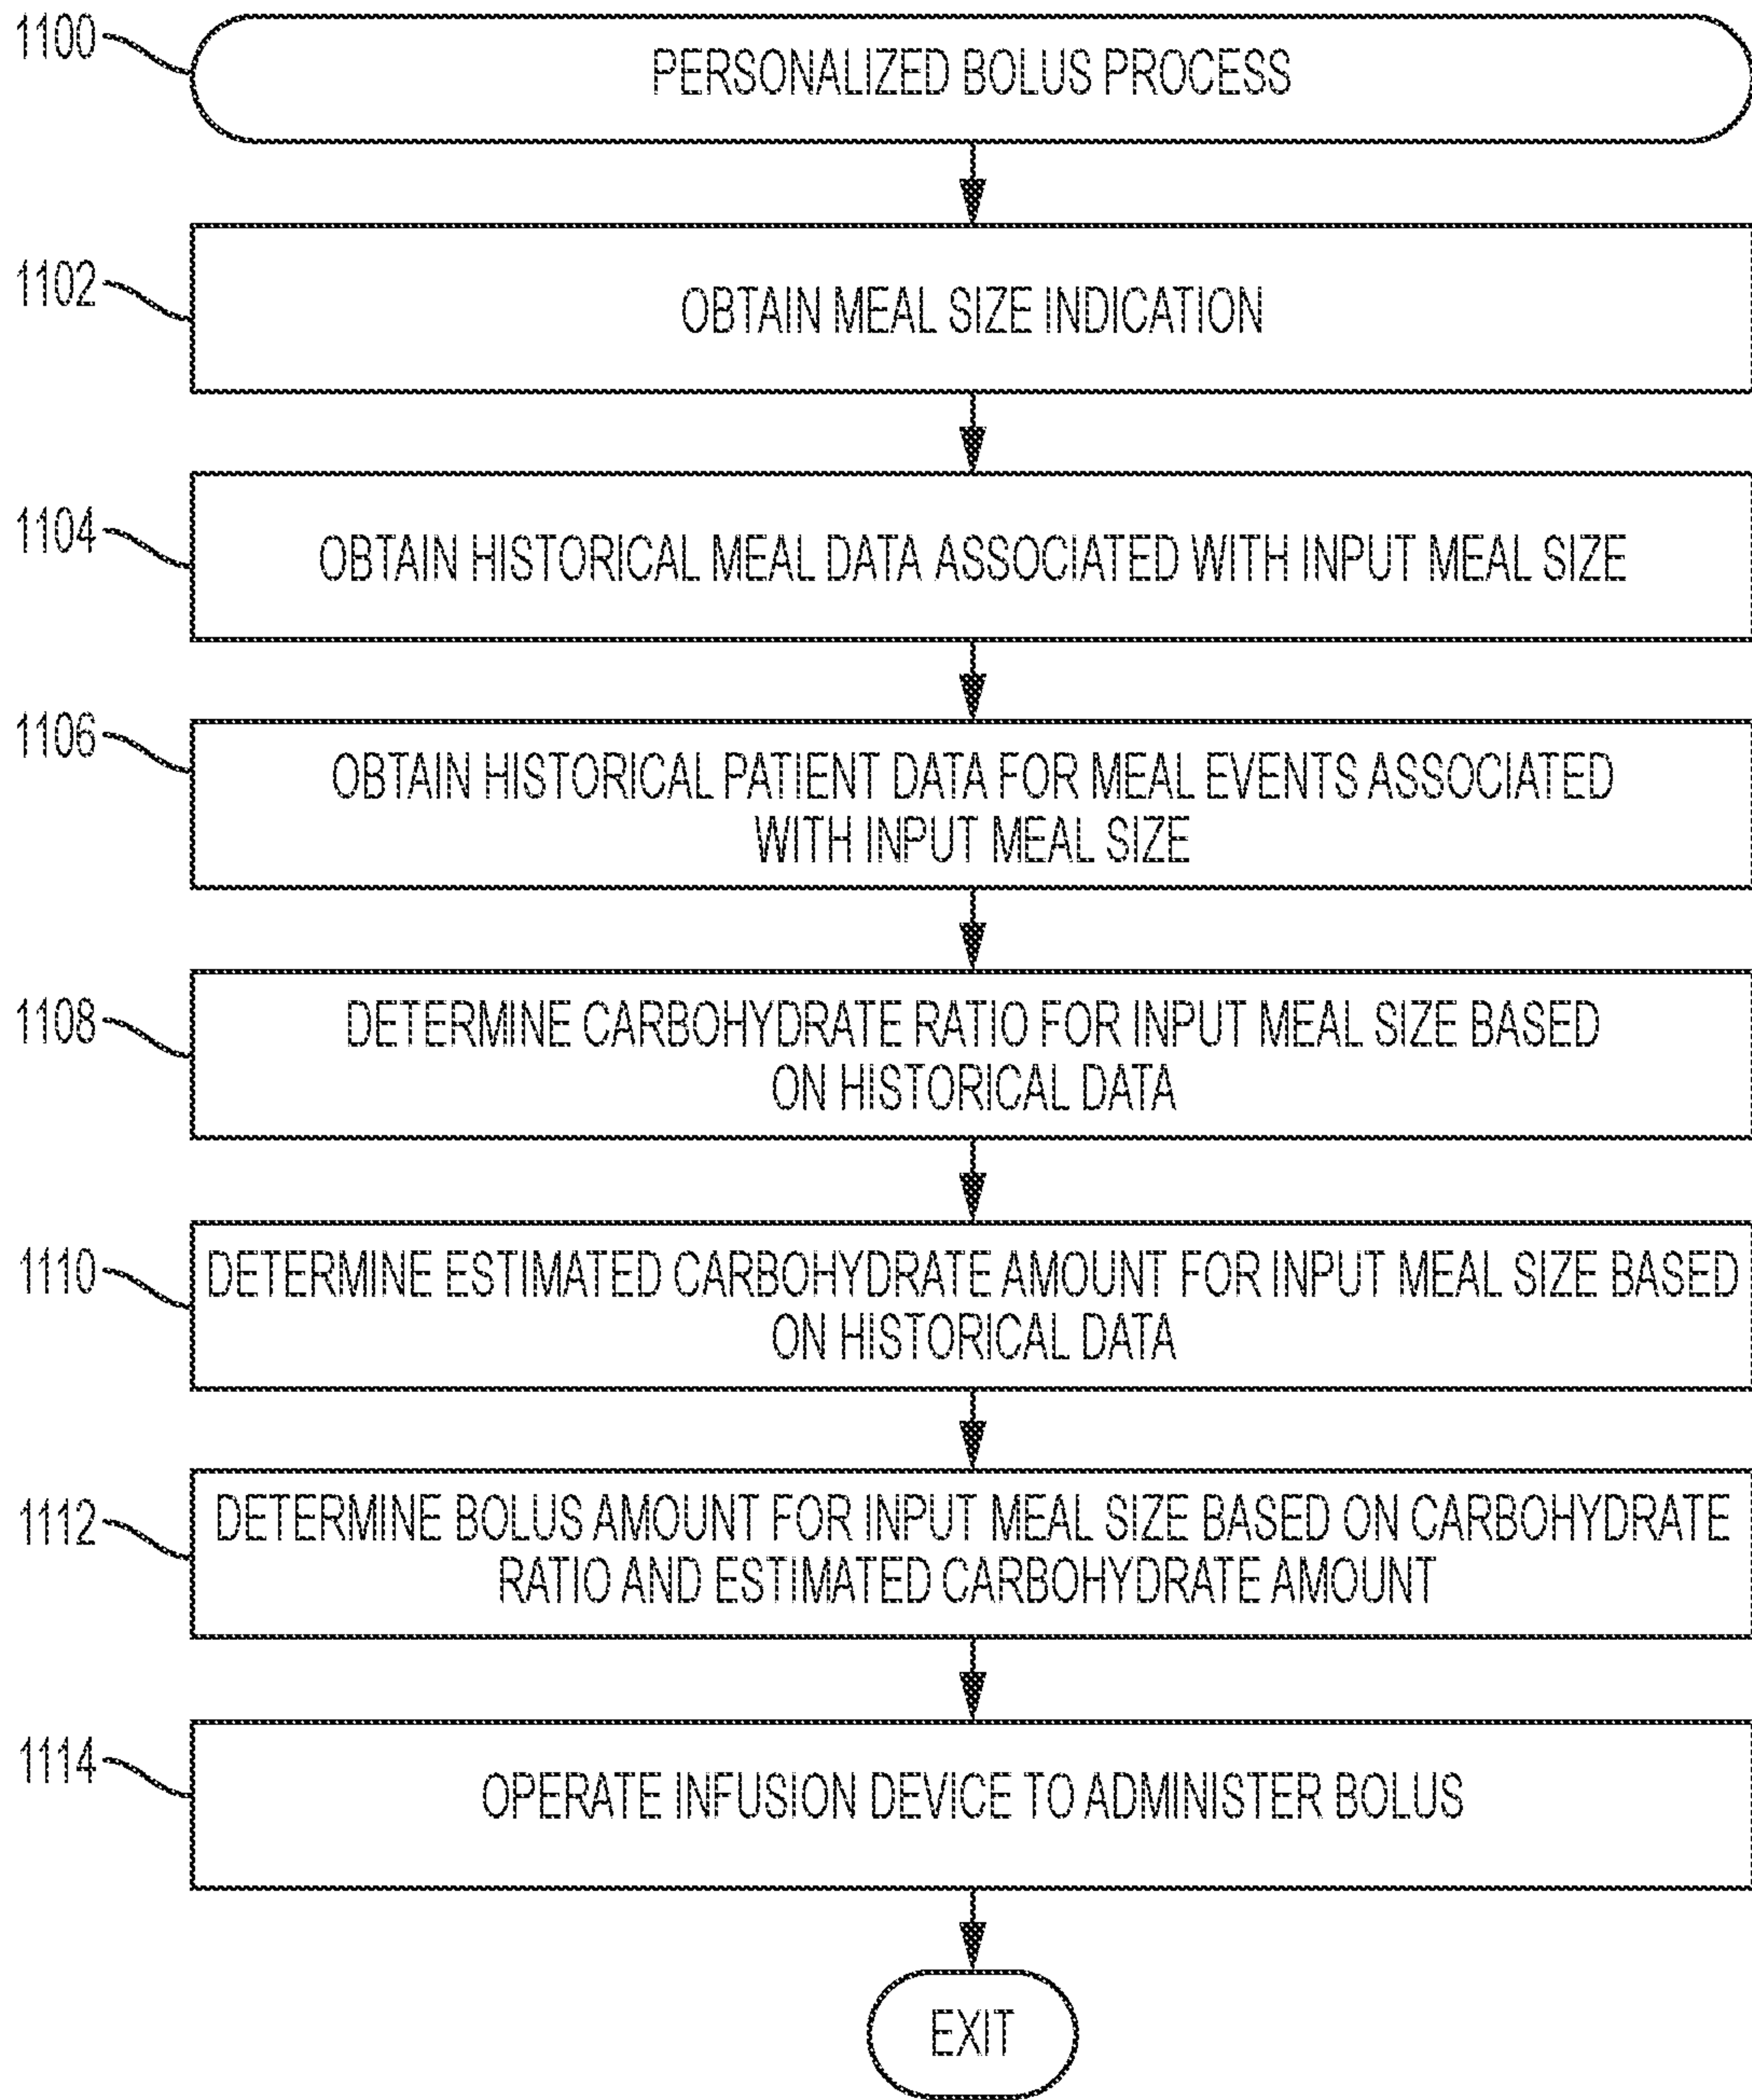 1100
PERSONALIZED BOLUS PROCESS
1102
OBTAIN MEAL SIZE INDICATION
1104
OBTAIN HISTORICAL MEAL DATA ASSOCIATED WITH INPUT MEAL SIZE
1106
OBTAIN HISTORICAL PATIENT DATA FOR MEAL EVENTS ASSOCIATED
WITH INPUT MEAL SIZE
1108
DETERMINE CARBOHYDRATE RATIO FOR INPUT MEAL SIZE BASED
ON HISTORICAL DATA
1110
DETERMINE ESTIMATED CARBOHYDRATE AMOUNT FOR INPUT MEAL SIZE BASED
ON HISTORICAL DATA
1112
DETERMINE BOLUS AMOUNT FOR INPUT MEAL SIZE BASED ON CARBOHYDRATE
RATIO AND ESTIMATED CARBOHYDRATE AMOUNT
1114
OPERATE INFUSION DEVICE TO ADMINISTER BOLUS
EXIT